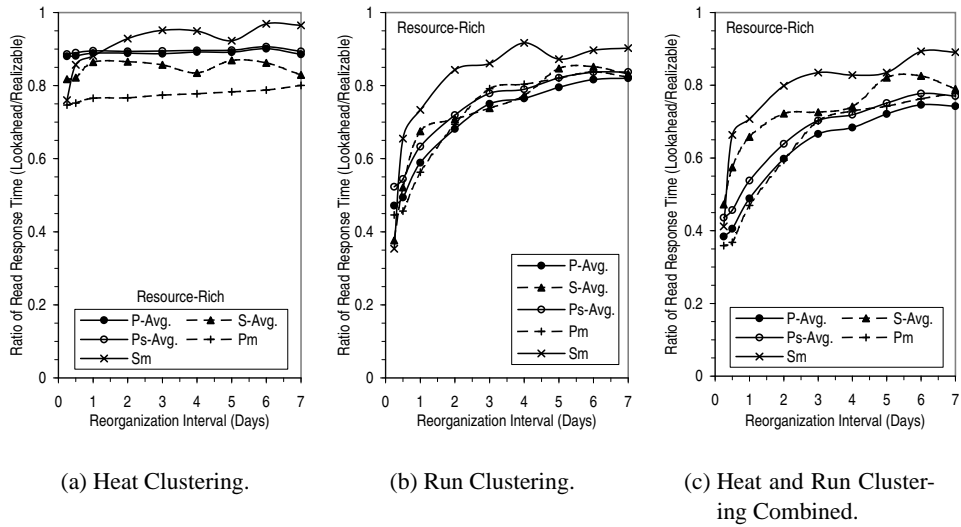 Ratio of Read Response Time (Lookahead/Realizable)
1
0.8
0.6
0.4
0.2
0
Resource-Rich
P-Avg. S-Avg.
Ps-Avg. Pm
Sm
0 1 2 3 4 5 6 7
Reorganization Interval (Days)
(a) Heat Clustering.
Ratio of Read Response Time (Lookahead/Realizable)
1
0.8
0.6
0.4
0.2
0
Resource-Rich
P-Avg.
S-Avg.
Ps-Avg.
Pm
Sm
0 1 2 3 4 5 6 7
Reorganization Interval (Days)
(b) Run Clustering.
Ratio of Read Response Time (Lookahead/Realizable)
1
0.8
0.6
0.4
0.2
0
Resource-Rich
P-Avg. S-Avg.
Ps-Avg. Pm
Sm
0 1 2 3 4 5 6 7
Reorganization Interval (Days)
(c) Heat and Run Cluster-
ing Combined.